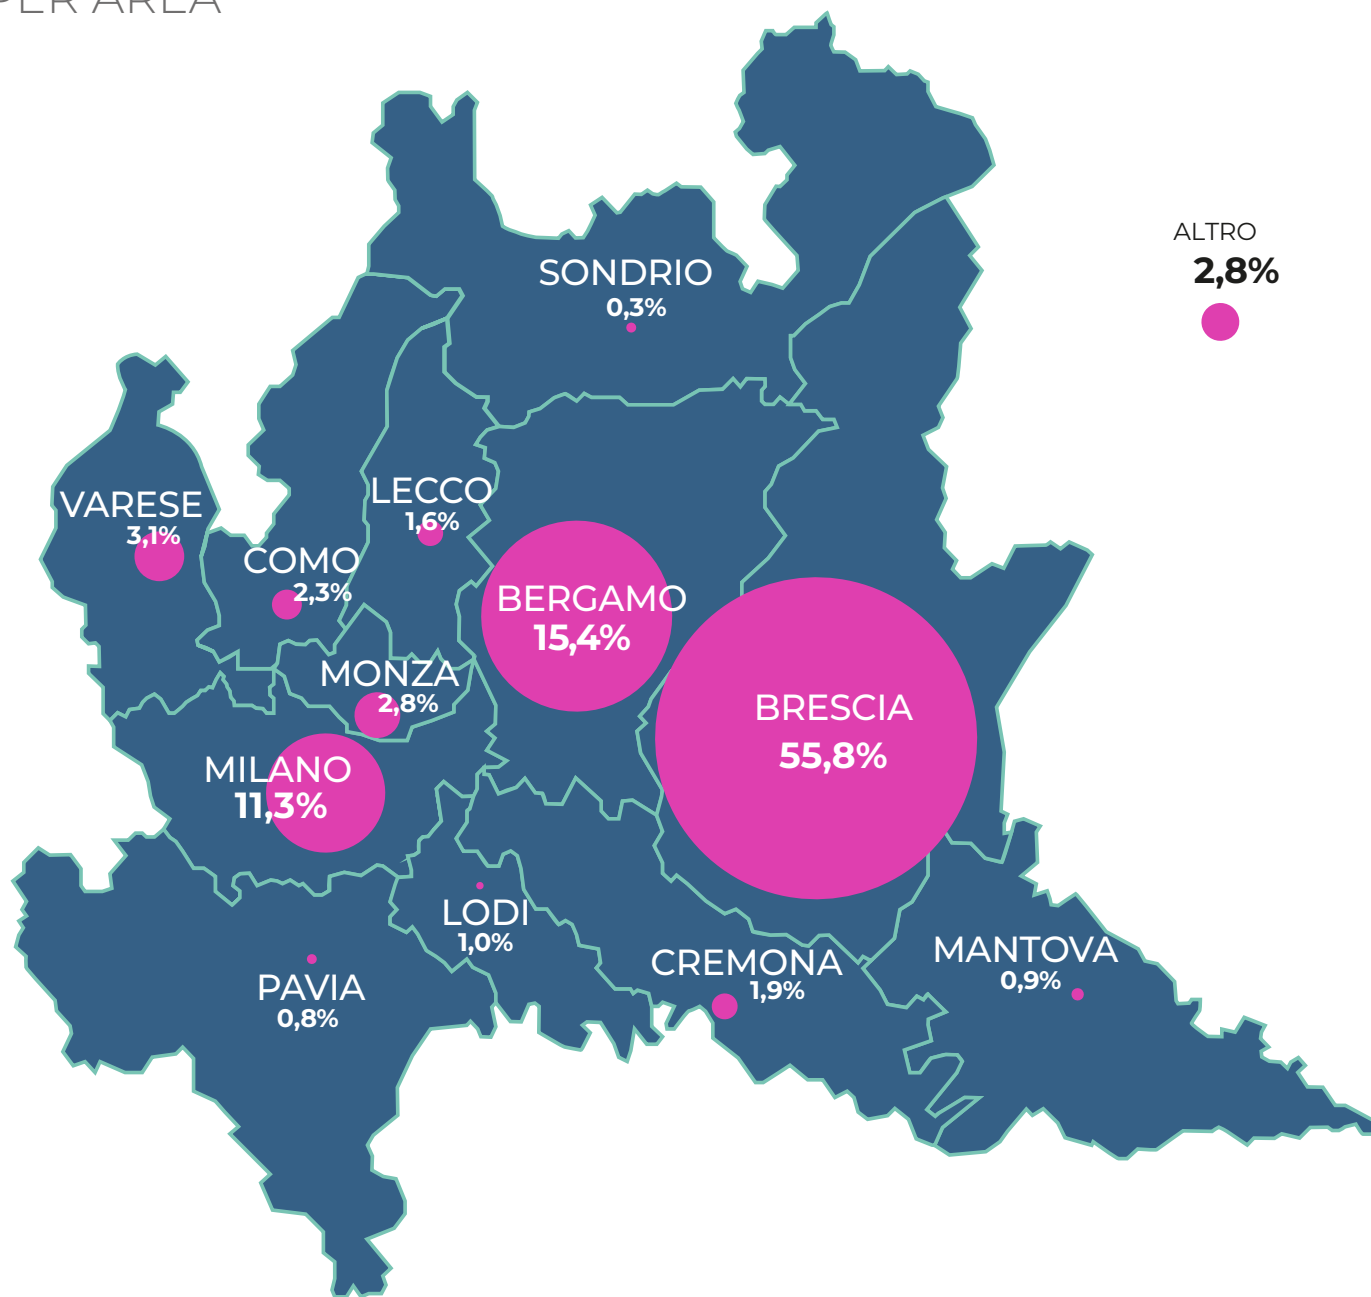 PER AREA
ALTRO
2,8%
SONDRIO
0,3%
VARESE
3,1%
LECCO
1,6%
COMO
2,3%
BERGAMO
15,4%
MONZA
2,8%
BRESCIA
55,8%
MILANO
11,3%
LODI
1,0%
CREMONA
1,9%
MANTOVA
0,9%
PAVIA
0,8%